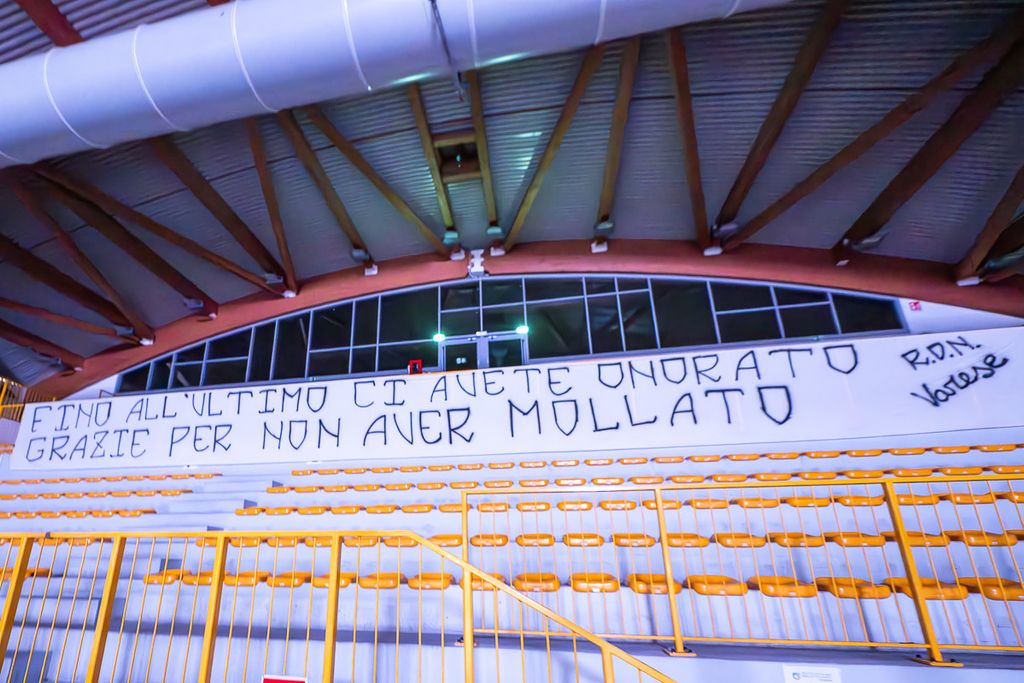 FINO ALL'ULTIMO CI AVETE ONORATO
GRAZIE PER NON AVER MOLLATO
R.D.N.
Varese